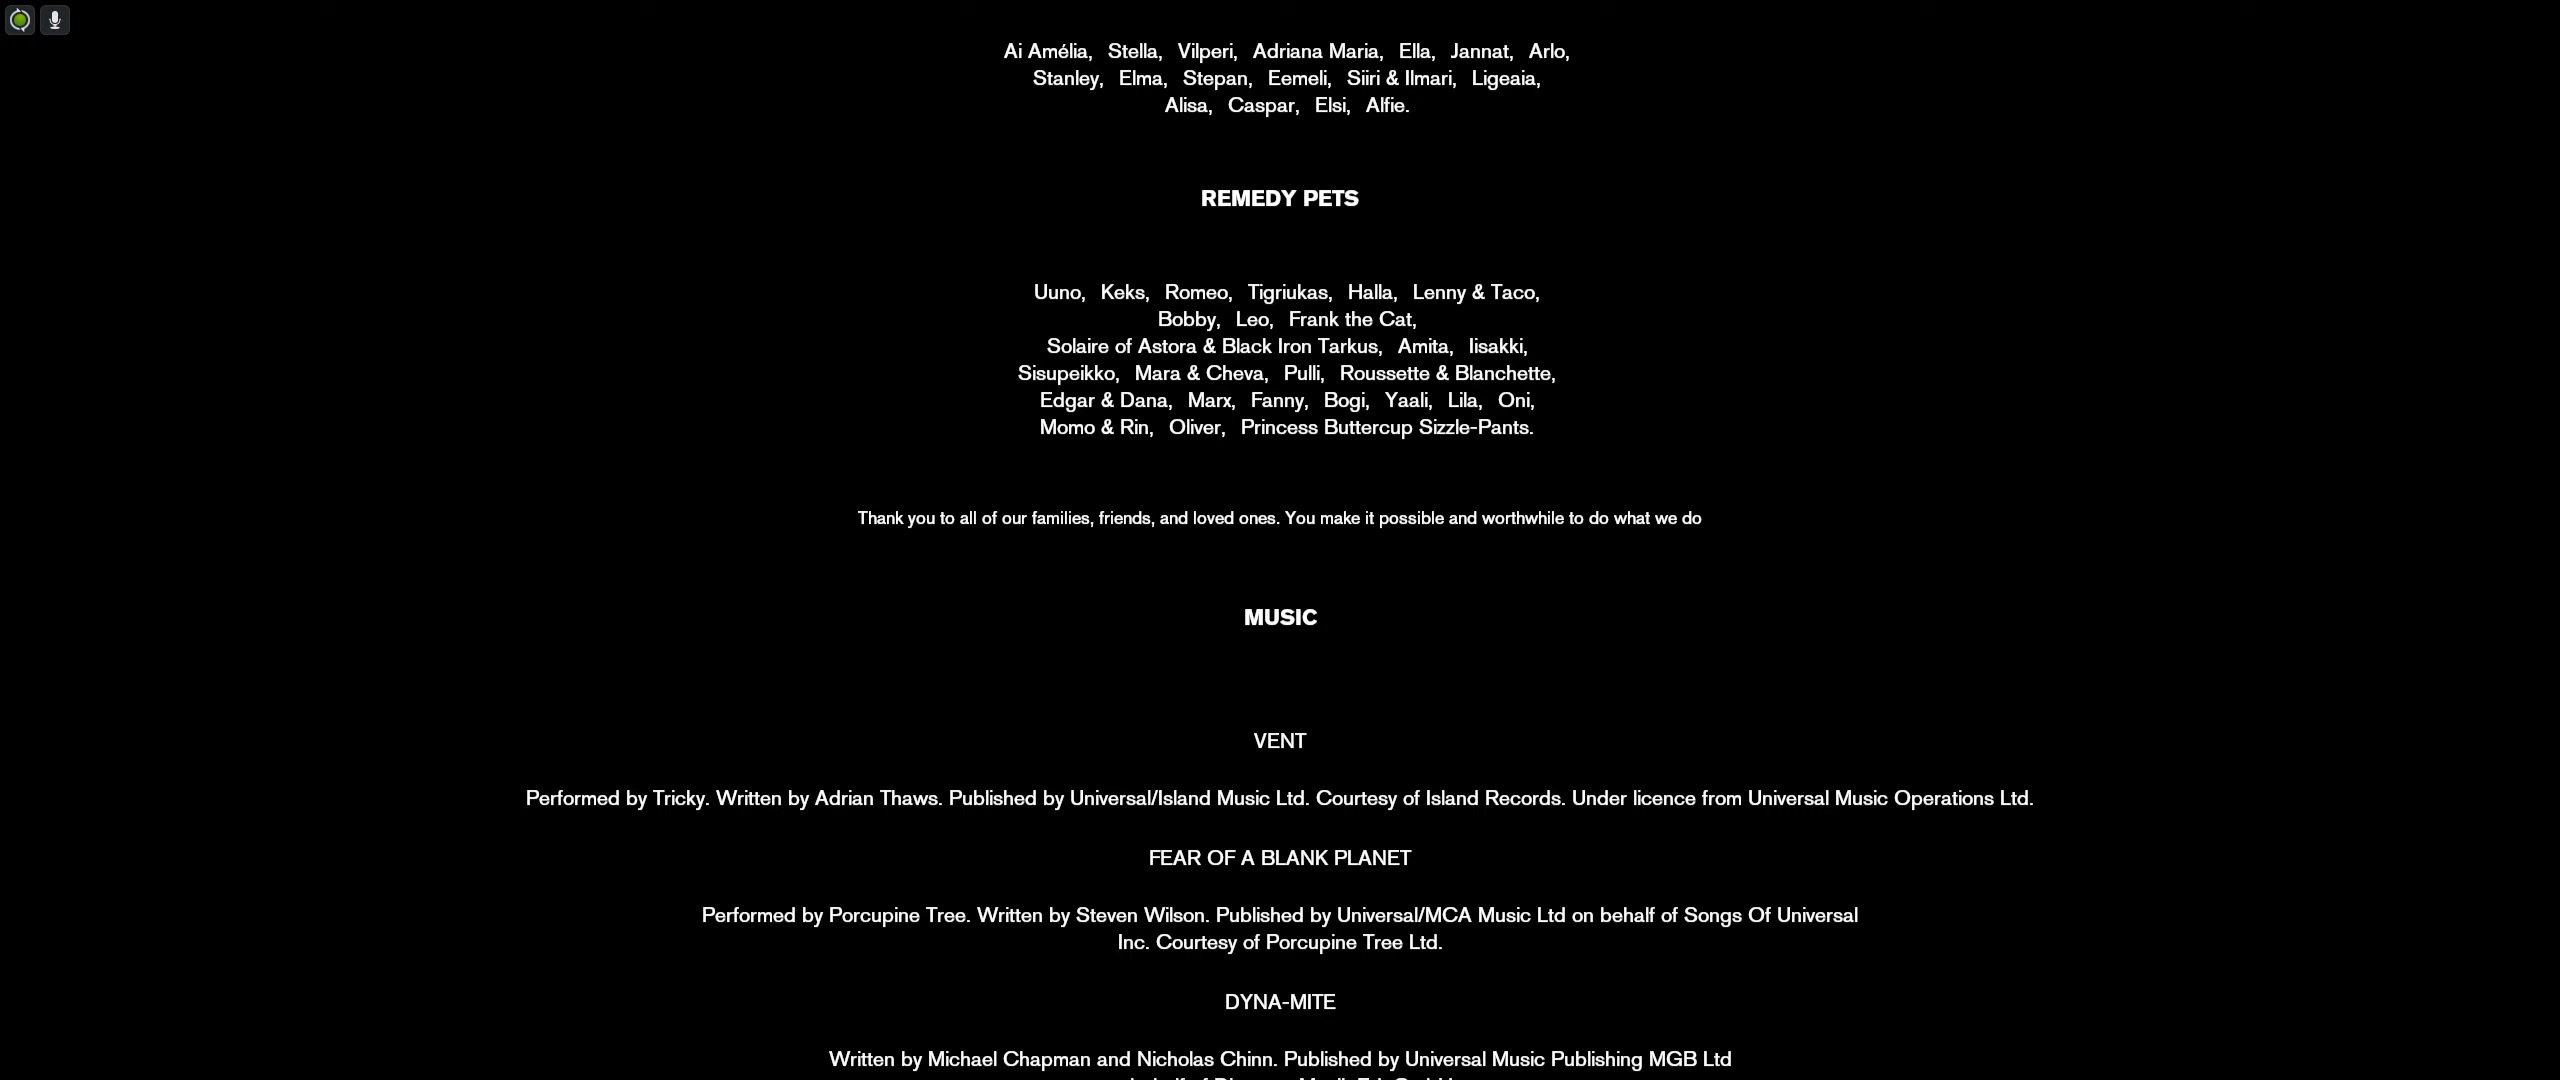 Ai Amélia, Stella, Vilperi, Adriana Maria, Ella, Jannat, Arlo,
Stanley, Elma, Stepan, Eemeli, Siiri & Ilmari, Ligeaia,
Alisa, Caspar, Elsi, Alfie.
REMEDY PETS
Uuno, Keks, Romeo, Tigriukas, Halla, Lenny & Taco,
Bobby, Leo, Frank the Cat,
Solaire of Astora & Black Iron Tarkus, Amita, Iisakki,
Sisupeikko, Mara & Cheva, Pulli, Roussette & Blanchette,
Edgar & Dana, Marx, Fanny, Bogi, Yaali, Lila, Oni,
Momo & Rin, Oliver, Princess Buttercup Sizzle-Pants.
Thank you to all of our families, friends, and loved ones. You make it possible and worthwhile to do what we do
MUSIC
VENT
Performed by Tricky. Written by Adrian Thaws. Published by Universal/Island Music Ltd. Courtesy of Island Records. Under licence from Universal Music Operations Ltd.
FEAR OF A BLANK PLANET
Performed by Porcupine Tree. Written by Steven Wilson. Published by Universal/MCA Music Ltd on behalf of Songs Of Universal
Inc. Courtesy of Porcupine Tree Ltd.
DYNA-MITE
Written by Michael Chapman and Nicholas Chinn. Published by Universal Music Publishing MGB Ltd